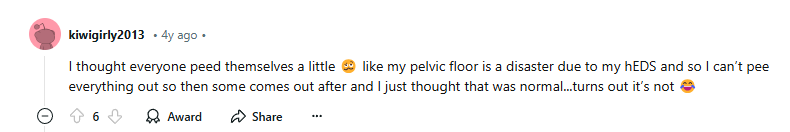 kiwigirly2013 • 4y ago •
I thought everyone peed themselves a little 🥴 like my pelvic floor is a disaster due to my hEDS and so I can’t pee
everything out so then some comes out after and I just thought that was normal...turns out it’s not 😂
6 Award Share ...